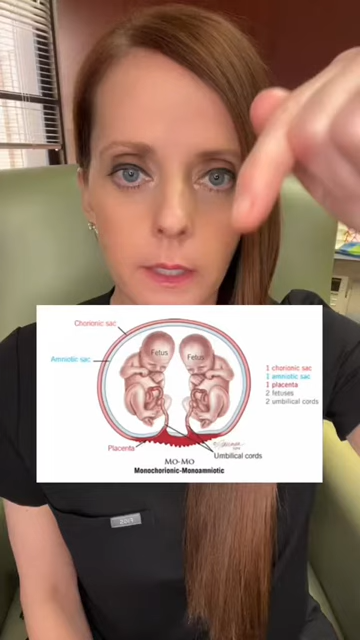 Chorionic sac
Amniotic sac
Fetus
Fetus
1 chorionic sac
1 amniotic sac
1 placenta
2 fetuses
2 umbilical cords
Placenta
Umbilical cords
MO-MO
Monochorionic-Monoamniotic